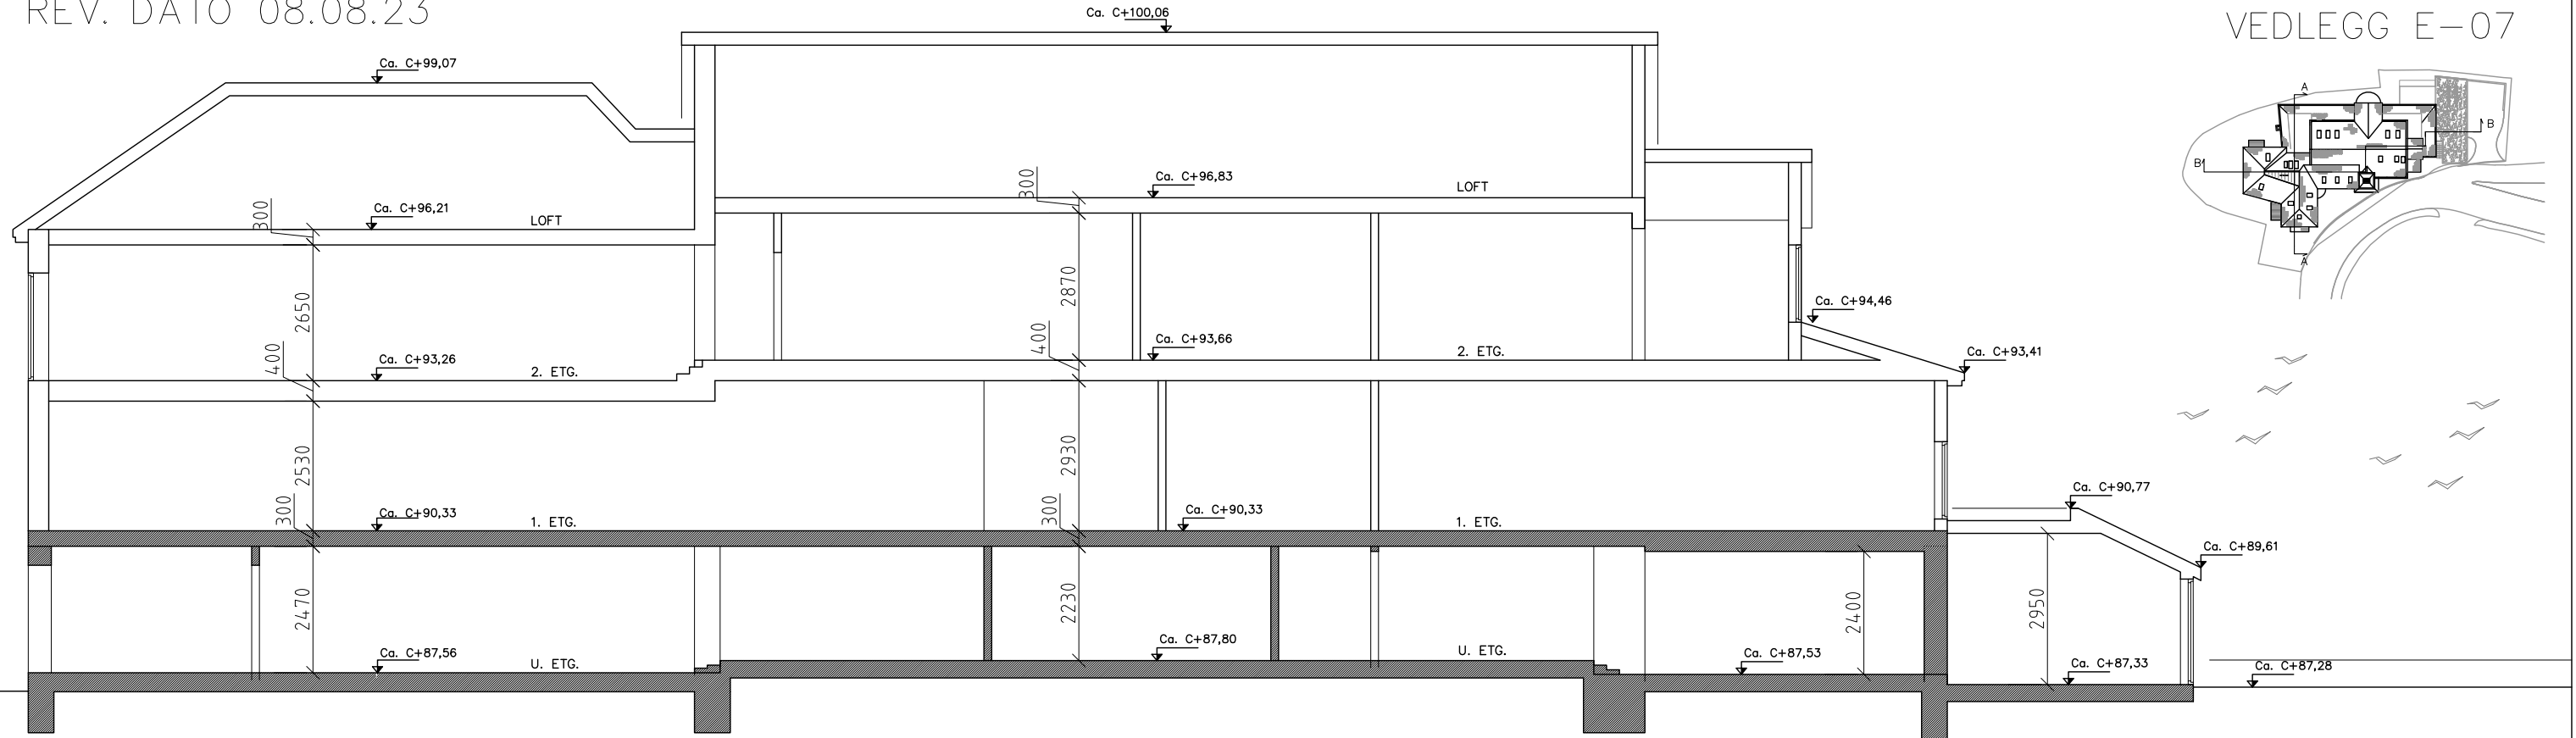 REV. DATO 08.08.23
VEDLEGG E-07
Ca. C+100,06
Ca. C+99,07
A
B
B
A
300
Ca. C+96,83
LOFT
300
Ca. C+96,21
LOFT
2650
2870
Ca. C+94,46
400
Ca. C+93,26
2. ETG.
400
Ca. C+93,66
2. ETG.
Ca. C+93,41
2530
2930
Ca. C+90,77
300
Ca. C+90,33
1. ETG.
300
Ca. C+90,33
1. ETG.
Ca. C+89,61
2470
2230
2400
2950
Ca. C+87,56
U. ETG.
Ca. C+87,80
U. ETG.
Ca. C+87,53
Ca. C+87,33
Ca. C+87,28